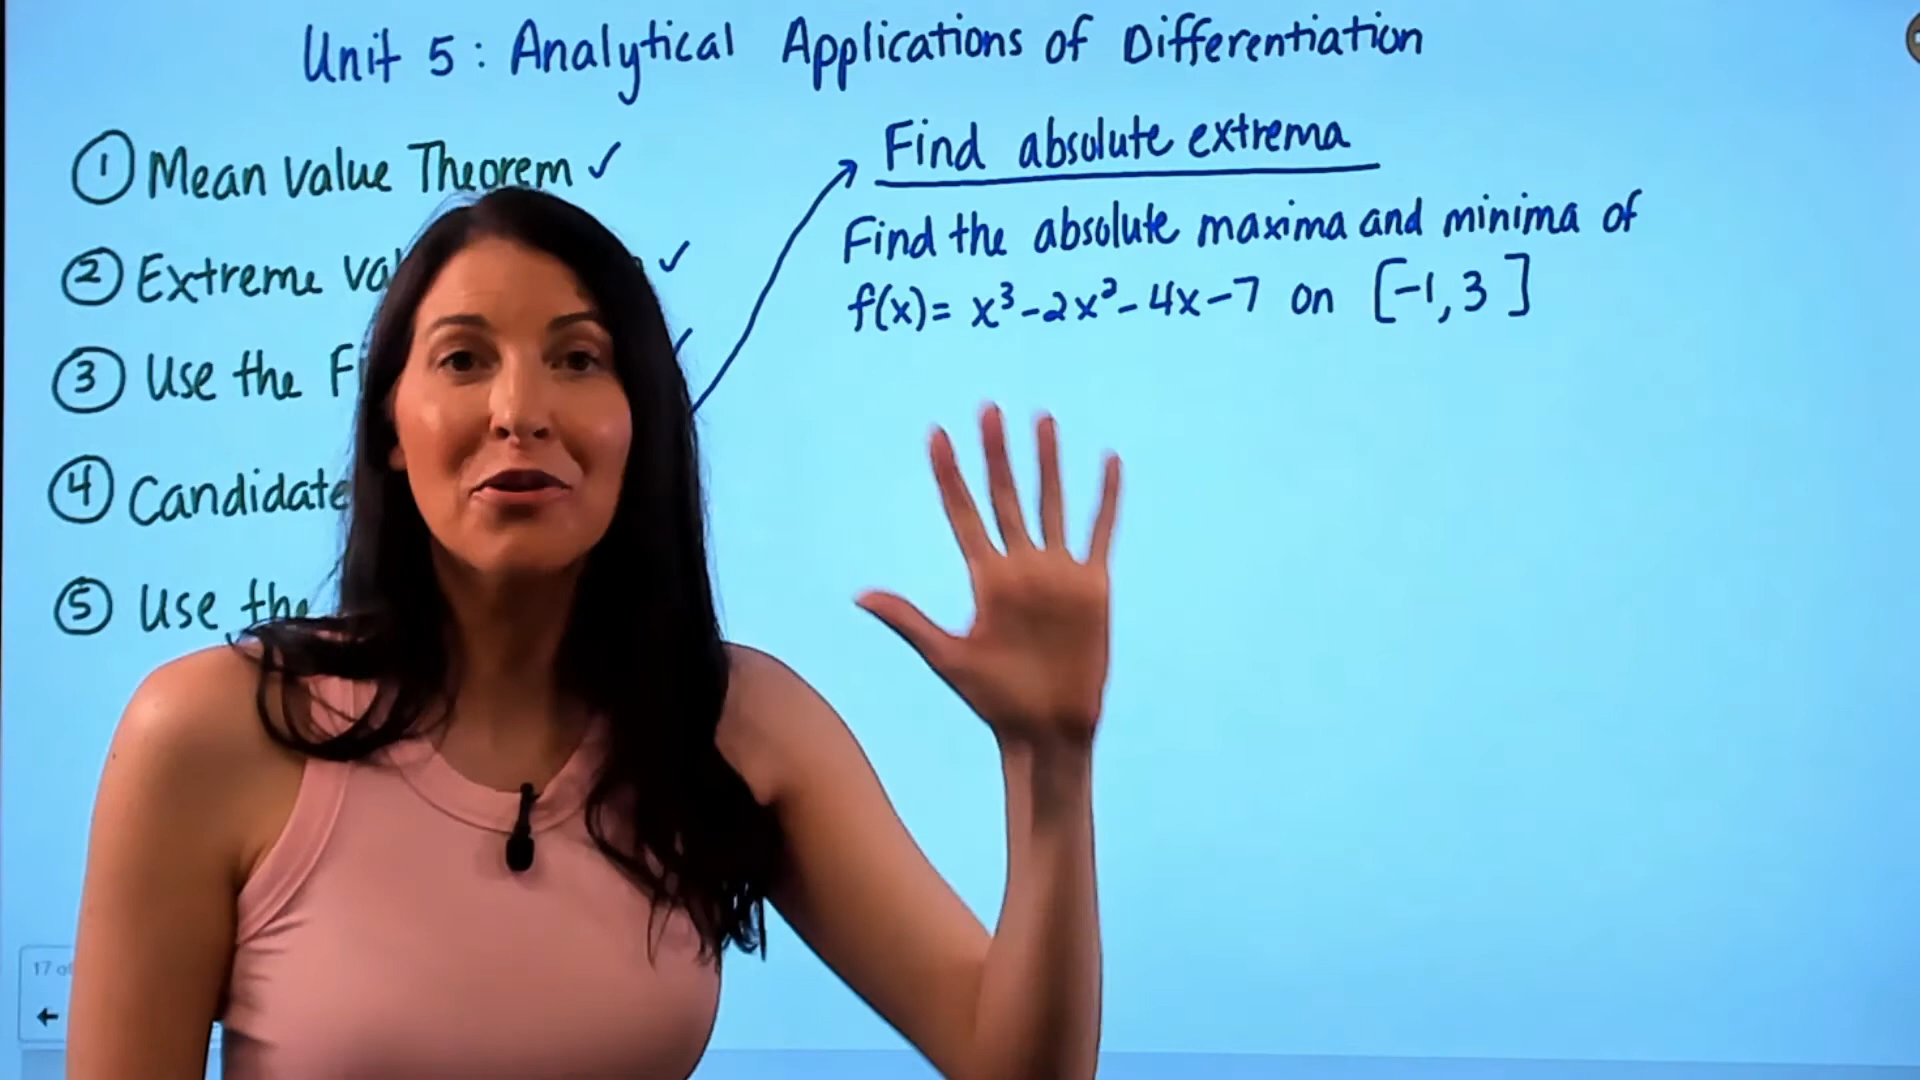 Unit 5: Analytical Applications of Differentiation
① Mean Value Theorem ✓
② Extreme Va ✓
③ Use the F
④ Candidate
⑤ Use the
Find absolute extrema
Find the absolute maxima and minima of
f(x)= x³-2x²-4x-7 on [-1,3]
17 of